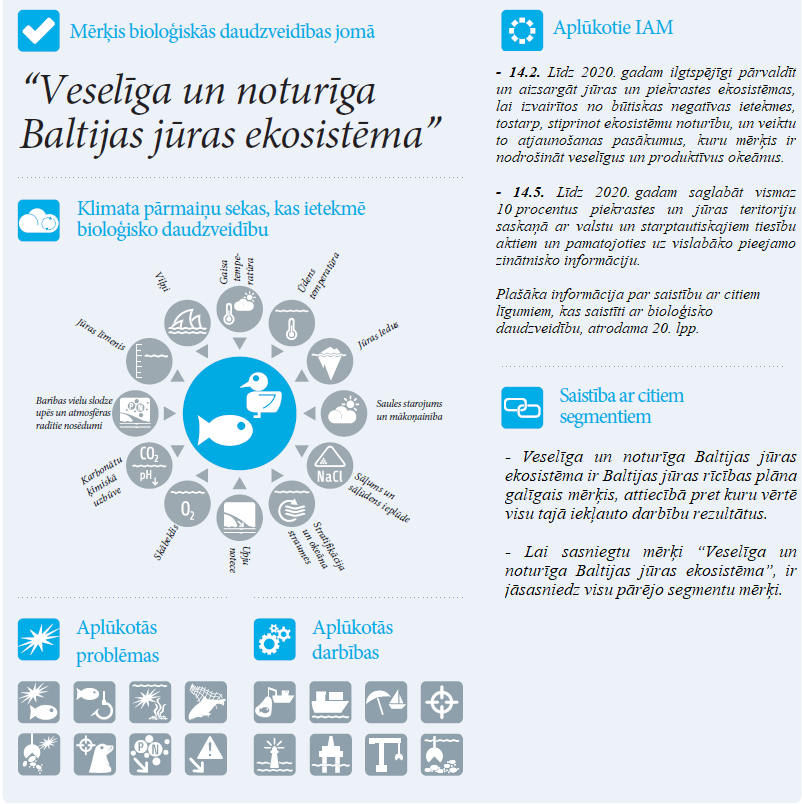 Mērķis bioloģiskās daudzveidības jomā
“Veselīga un noturīga
Baltijas jūras ekosistēma”
Klimata pārmaiņu sekas, kas ietekmē
bioloģisko daudzveidību
Gaisa
tempe-
ratūra
Ūdens
temperatūra
Jūras ledus
Saules starojums
un mākoņainība
NaCl
Sāļums un
sāļūdens ieplūde
Stratifikācija
un okeāna
straumes
Upju
notece
O2
Skābeklis
CO2
pH
Karbonātu
ķīmiskā
uzbūve
P N
Barības vielu slodze
upēs un atmosfēras
radītie nosēdumi
Jūras līmenis
Viļņi
Aplūkotās
problēmas
P N
Aplūkotās
darbības
Aplūkotie IAM
- 14.2. Līdz 2020. gadam ilgtspējīgi pārvaldīt
un aizsargāt jūras un piekrastes ekosistēmas,
lai izvairītos no būtiskas negatīvas ietekmes,
tostarp, stiprinot ekosistēmu noturību, un veiktu
to atjaunošanas pasākumus, kuru mērķis ir
nodrošināt veselīgus un produktīvus okeānus.
- 14.5. Līdz 2020. gadam saglabāt vismaz
10 procentus piekrastes un jūras teritoriju
saskaņā ar valstu un starptautiskajiem tiesību
aktiem un pamatojoties uz vislabāko pieejamo
zinātnisko informāciju.
Plašāka informācija par saistību ar citiem
līgumiem, kas saistīti ar bioloģisko
daudzveidību, atrodama 20. lpp.
Saistība ar citiem
segmentiem
- Veselīga un noturīga Baltijas jūras
ekosistēma ir Baltijas jūras rīcības plāna
galīgais mērķis, attiecībā pret kuru vērtē
visu tajā iekļauto darbību rezultātus.
- Lai sasniegtu mērķi “Veselīga un
noturīga Baltijas jūras ekosistēma”, ir
jāsasniedz visu pārējo segmentu mērķi.